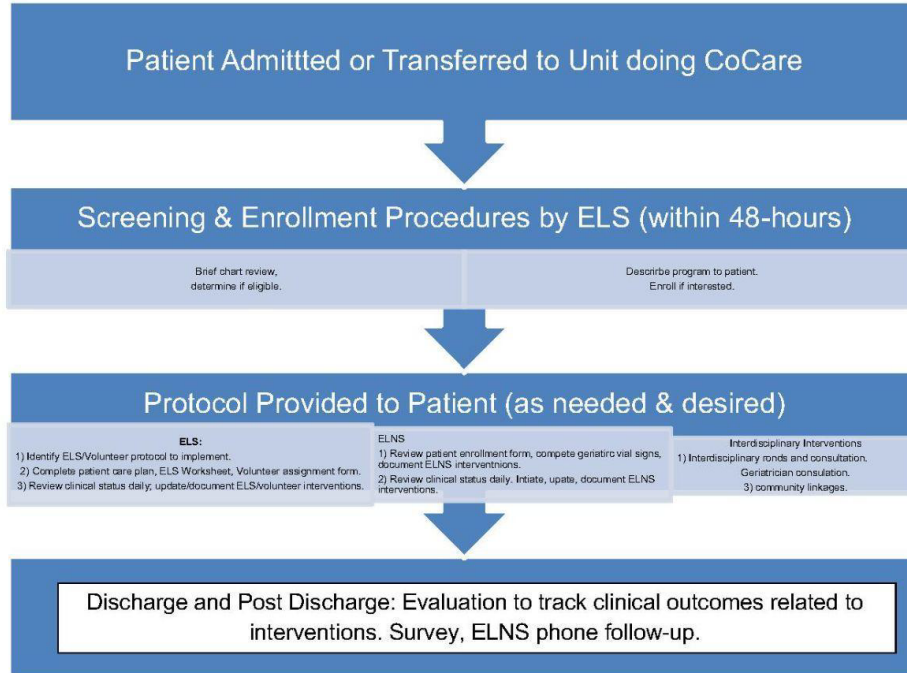 Patient Admittted or Transferred to Unit doing CoCare
Screening & Enrollment Procedures by ELS (within 48-hours)
Brief chart review,
determine if eligible.
Descrirbe program to patient.
Enroll if interested.
Protocol Provided to Patient (as needed & desired)
ELS:
1) Identify ELS/Volunteer protocol to implement.
2) Complete patient care plan, ELS Worksheet, Volunteer assignment form.
3) Review clinical status daily; update/document ELS/volunteer interventions.
ELNS
1) Review patient enrollment form, compete geriatirc vial signs,
document ELNS interventnions.
2) Review clinical status daily. Intiate, upate, document ELNS
interventions.
Interdisciplinary Interventions
1) Interdisciplinary ronds and consultation.
Geriatrician consulation.
3) community linkages.
Discharge and Post Discharge: Evaluation to track clinical outcomes related to
interventions. Survey, ELNS phone follow-up.